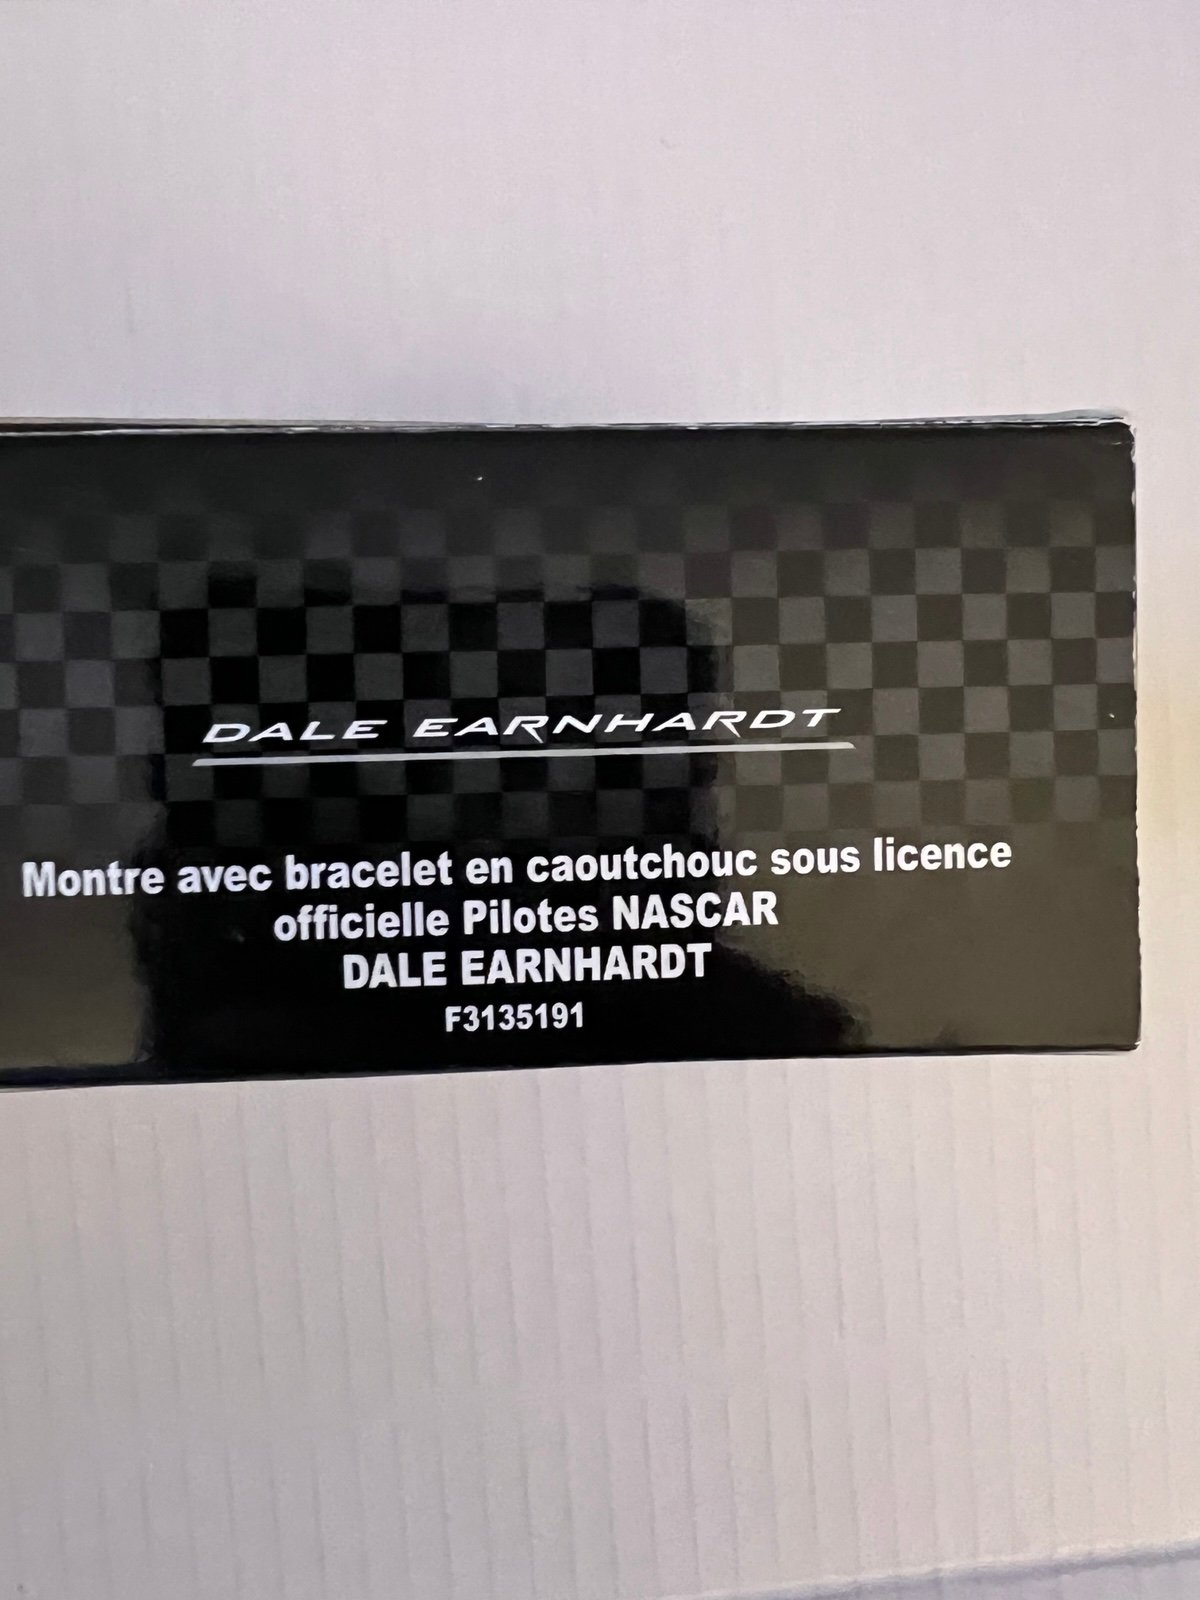 DALE EARNHARDT
Montre avec bracelet en caoutchouc sous licence
officielle Pilotes NASCAR
DALE EARNHARDT
F3135191